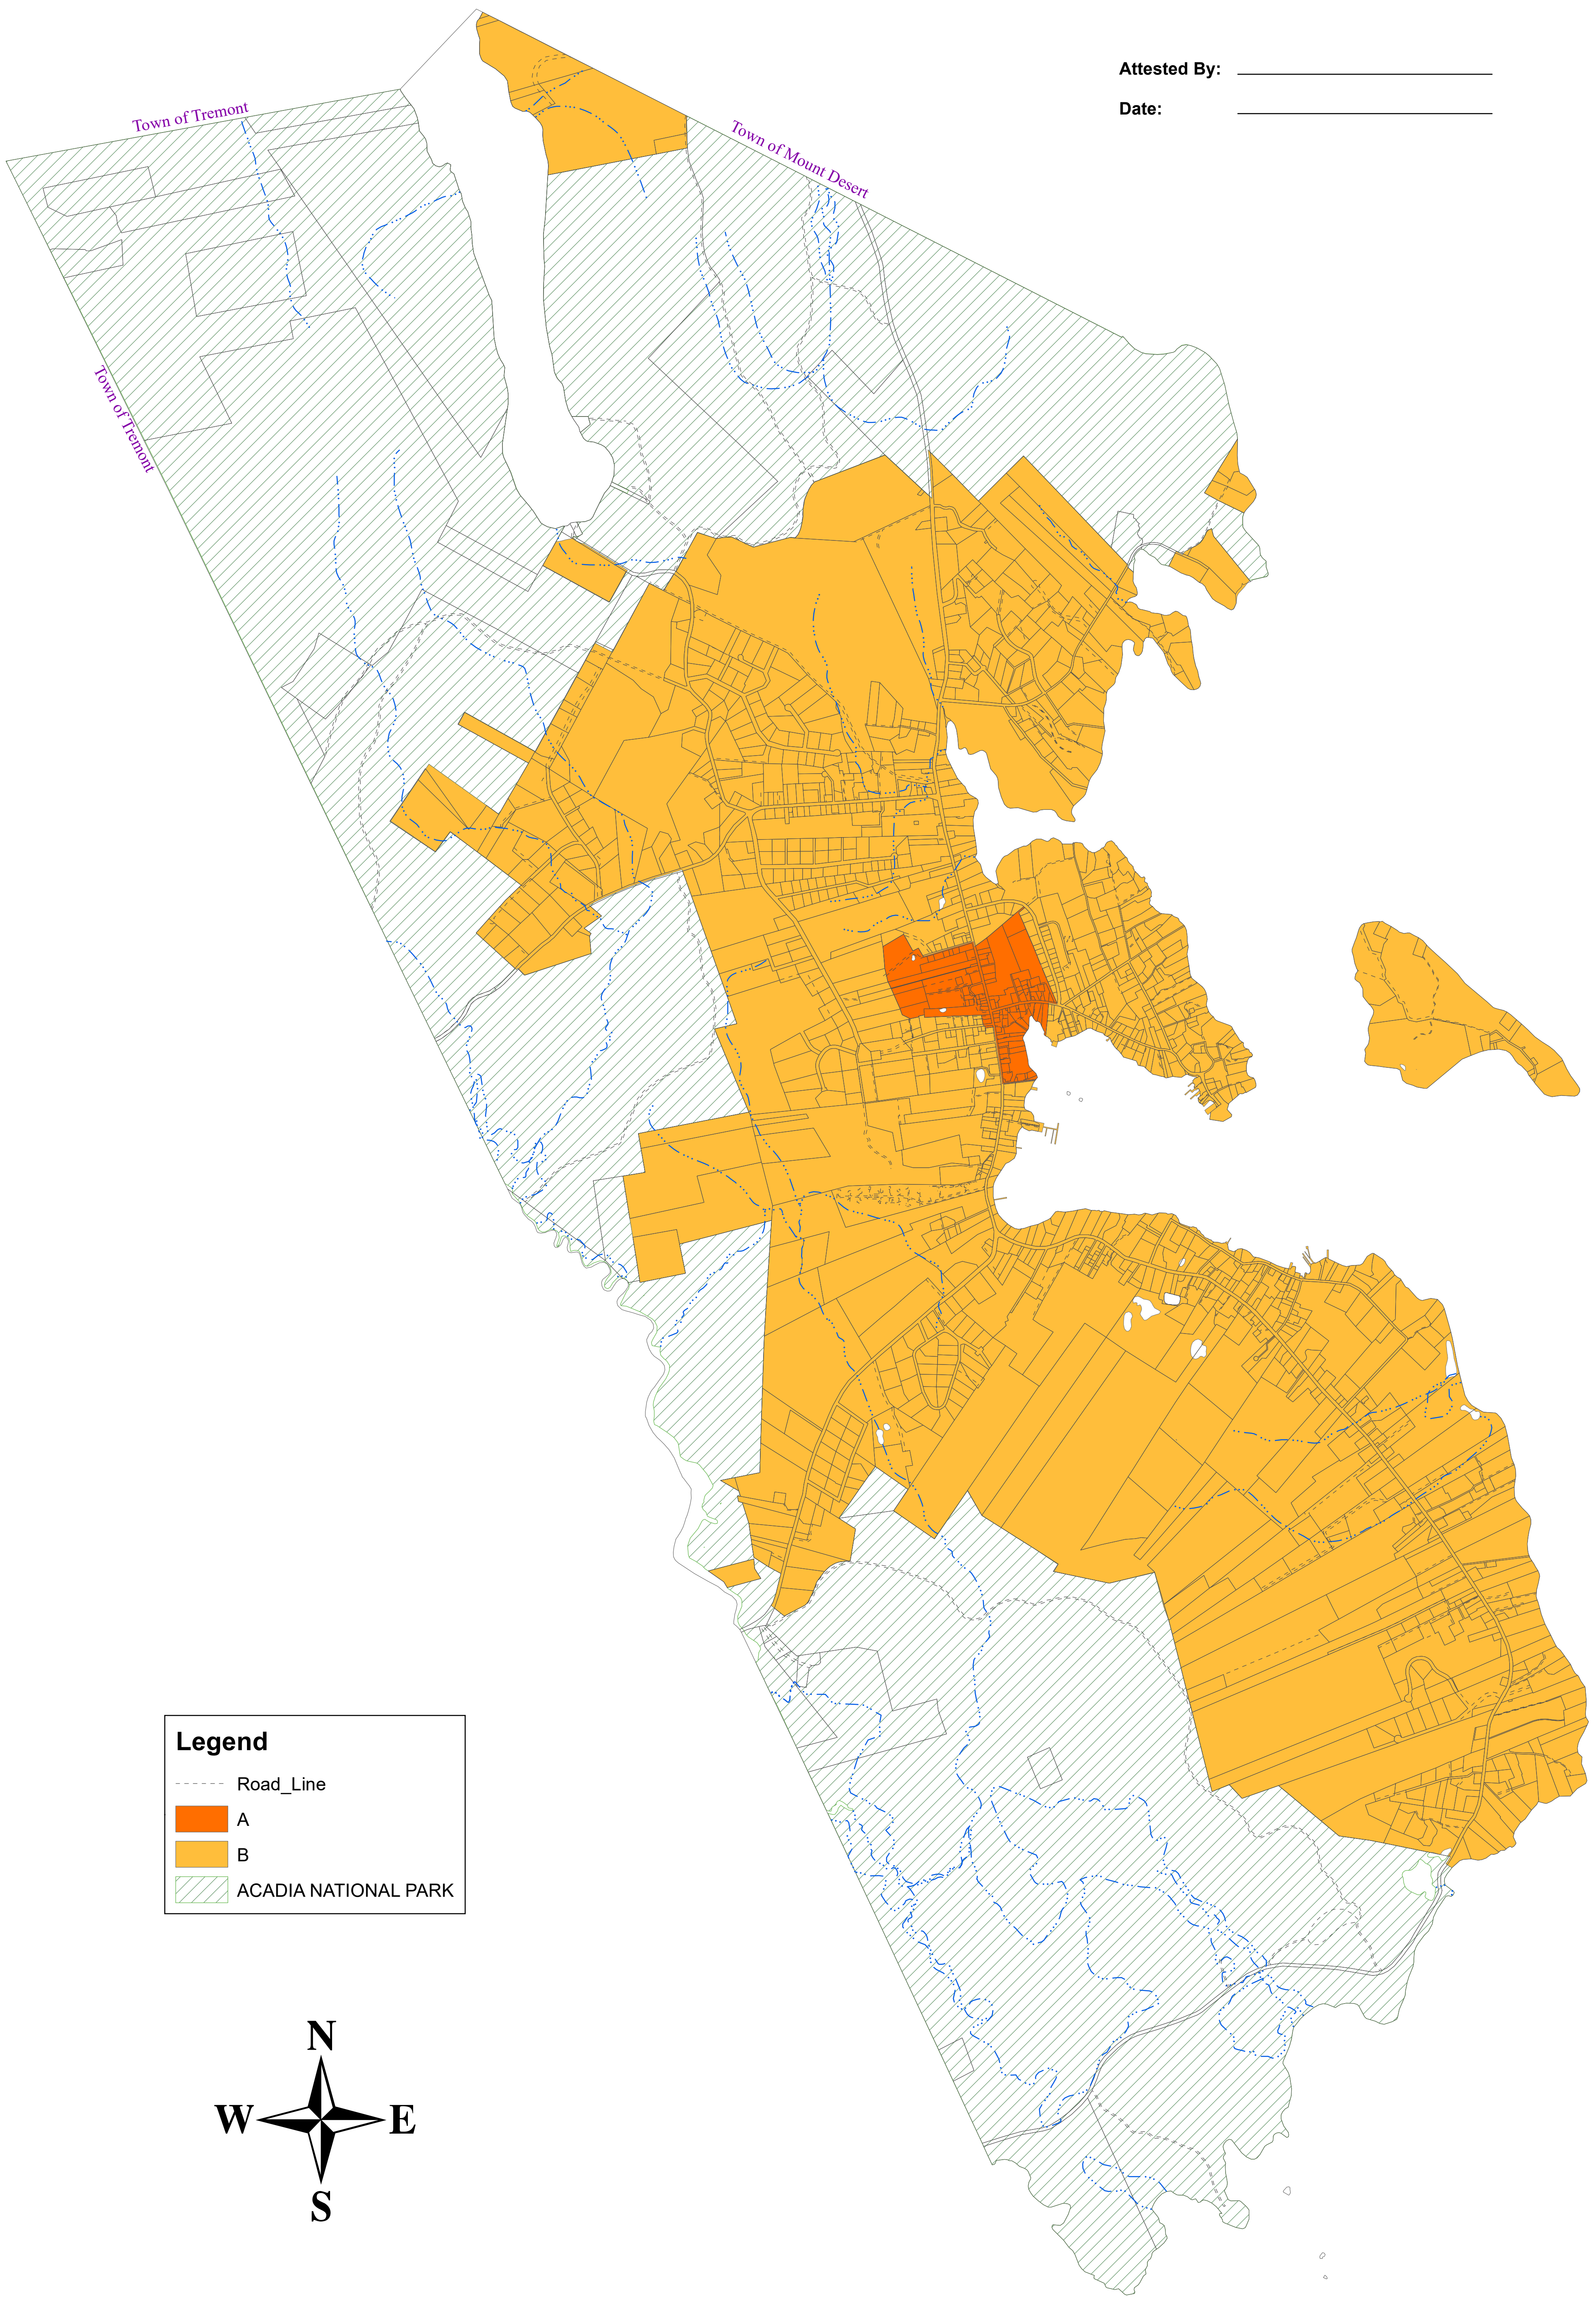 Attested By:
Date:
Town of Tremont
Town of Mount Desert
Town of Tremont
Legend
Road_Line
A
B
ACADIA NATIONAL PARK
N
W E
S